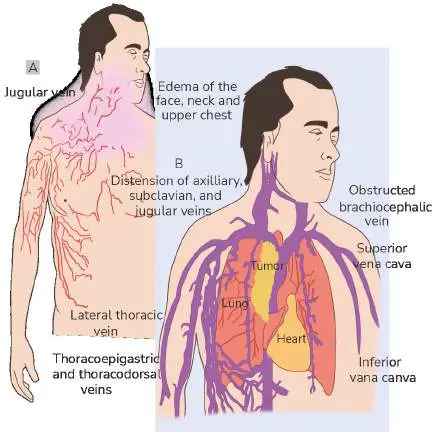 A
Jugular vein
Edema of the
face, neck and
upper chest
B
Distension of axilliary,
subclavian, and
jugular veins
Obstructed
brachiocephalic
vein
Superior
vena cava
Tumor
Lung
Heart
Lateral thoracic
vein
Thoracoepigastric
and thoracodorsal
veins
Inferior
vana canva